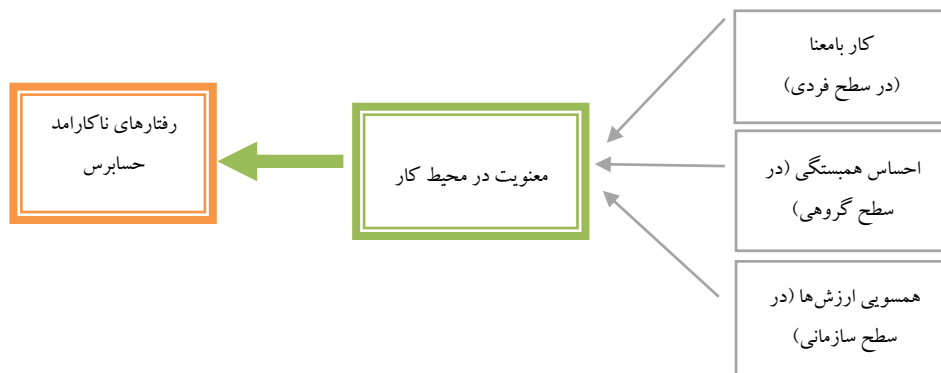 کار بامعنا
(در سطح فردی)
احساس همبستگی (در
سطح گروهی)
همسویی ارزش‌ها (در
سطح سازمانی)
معنویت در محیط کار
رفتارهای ناکارامد
حسابرس